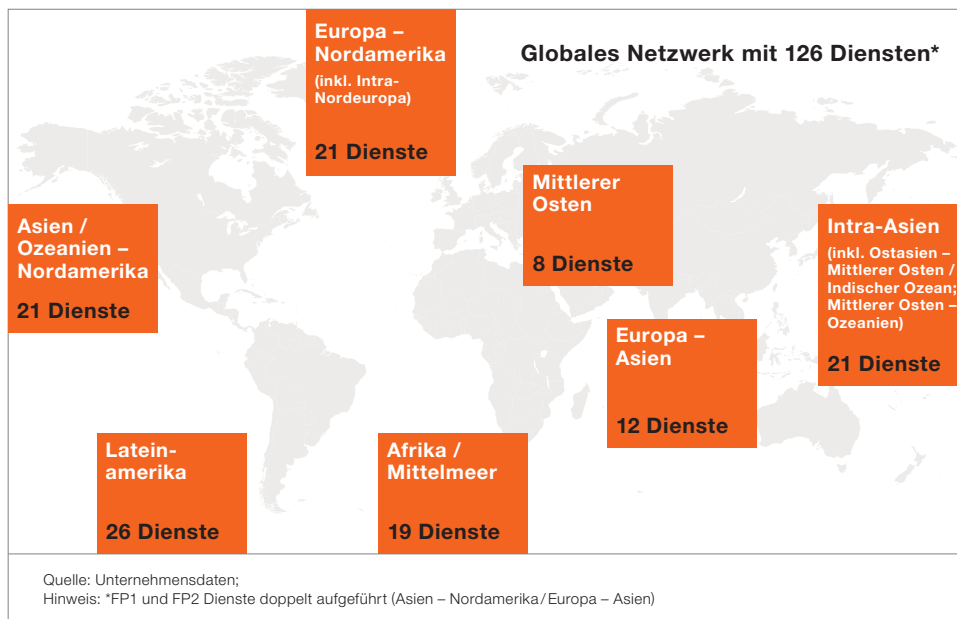 Globales Netzwerk mit 126 Diensten*
Europa –
Nordamerika
(inkl. Intra-
Nordeuropa)
21 Dienste
Mittlerer
Osten
8 Dienste
Asien /
Ozeanien –
Nordamerika
21 Dienste
Intra-Asien
(inkl. Ostasien –
Mittlerer Osten /
Indischer Ozean;
Mittlerer Osten –
Ozeanien)
21 Dienste
Europa –
Asien
12 Dienste
Latein-
amerika
26 Dienste
Afrika /
Mittelmeer
19 Dienste
Quelle: Unternehmensdaten;
Hinweis: *FP1 und FP2 Dienste doppelt aufgeführt (Asien – Nordamerika/Europa – Asien)